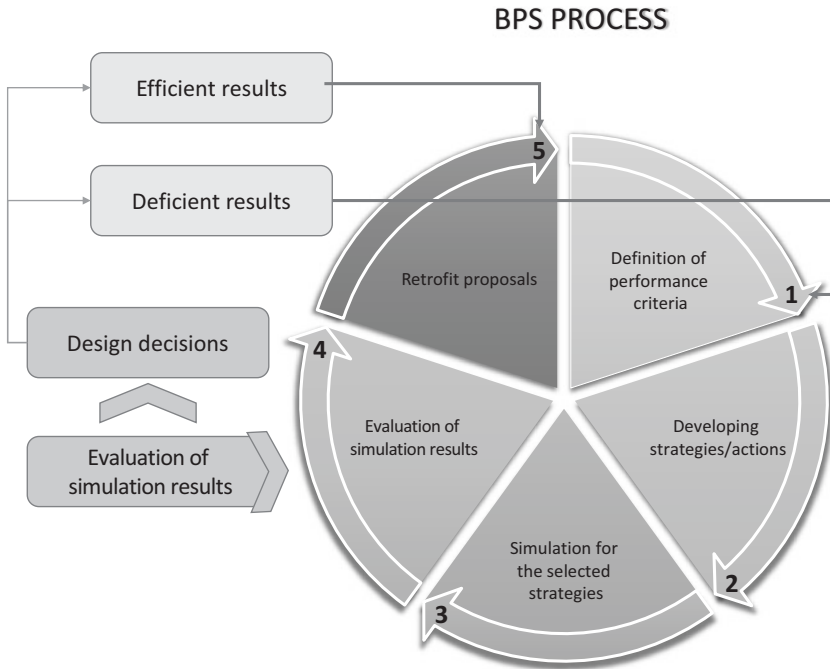 BPS PROCESS
Efficient results
Deficient results
Design decisions
Evaluation of
simulation results
5
Retrofit proposals
Definition of
performance
criteria
1
4
Evaluation of
simulation results
Developing
strategies/actions
Simulation for
the selected
strategies
3
2